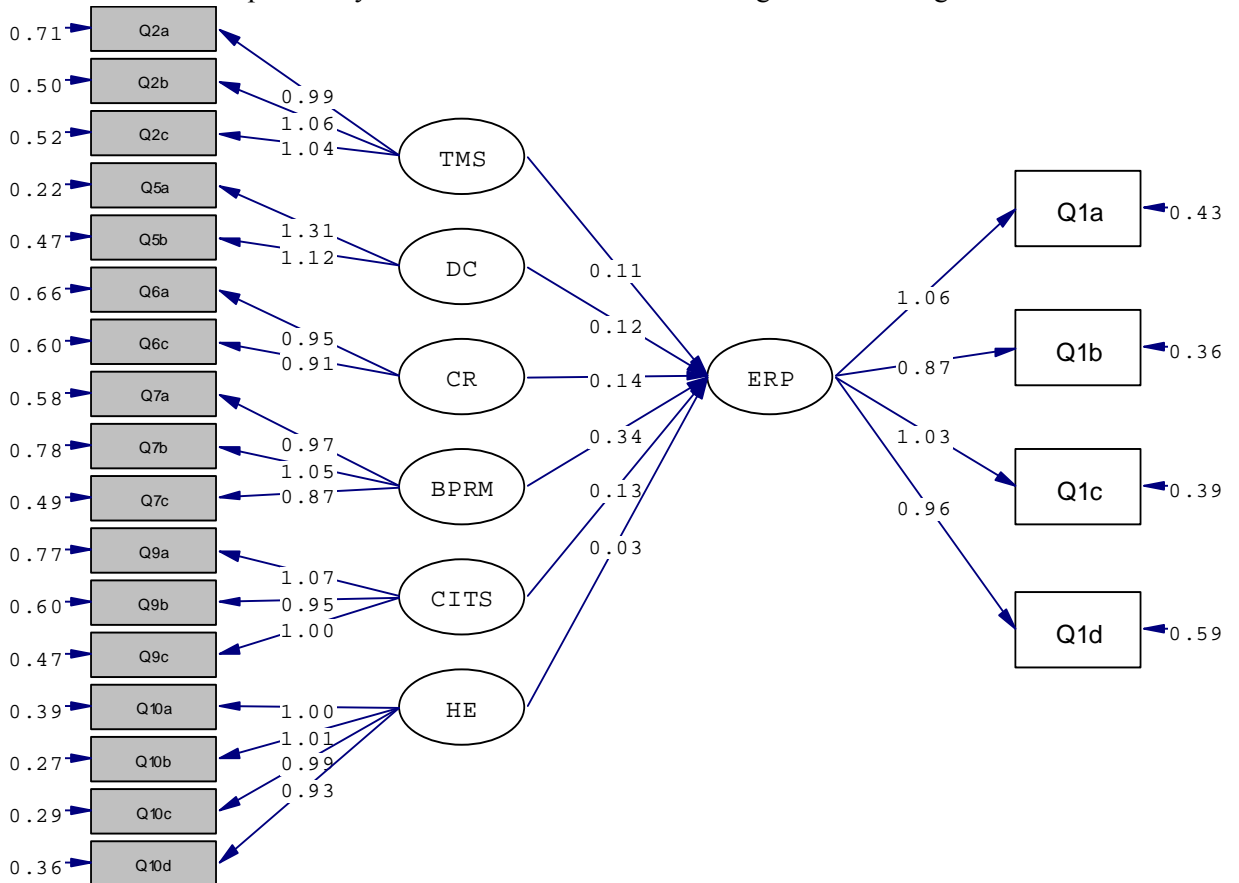 0.71 Q2a
0.50 Q2b
0.52 Q2c
0.22 Q5a
0.47 Q5b
0.66 Q6a
0.60 Q6c
0.58 Q7a
0.78 Q7b
0.49 Q7c
0.77 Q9a
0.60 Q9b
0.47 Q9c
0.39 Q10a
0.27 Q10b
0.29 Q10c
0.36 Q10d
0.99
1.06
1.04
1.31
1.12
0.95
0.91
0.97
1.05
0.87
1.07
0.95
1.00
1.00
1.01
0.99
0.93
TMS
DC
CR
BPRM
CITS
HE
0.11
0.12
0.14
0.34
0.13
0.03
ERP
1.06
0.87
1.03
0.96
Q1a 0.43
Q1b 0.36
Q1c 0.39
Q1d 0.59